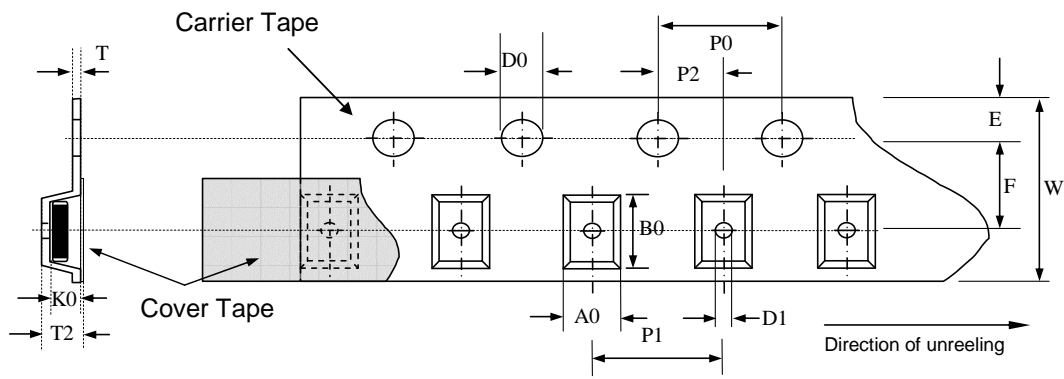 Carrier Tape
T
D0
P0
P2
E
F
W
B0
K0
Cover Tape
T2
A0
D1
P1
Direction of unreeling